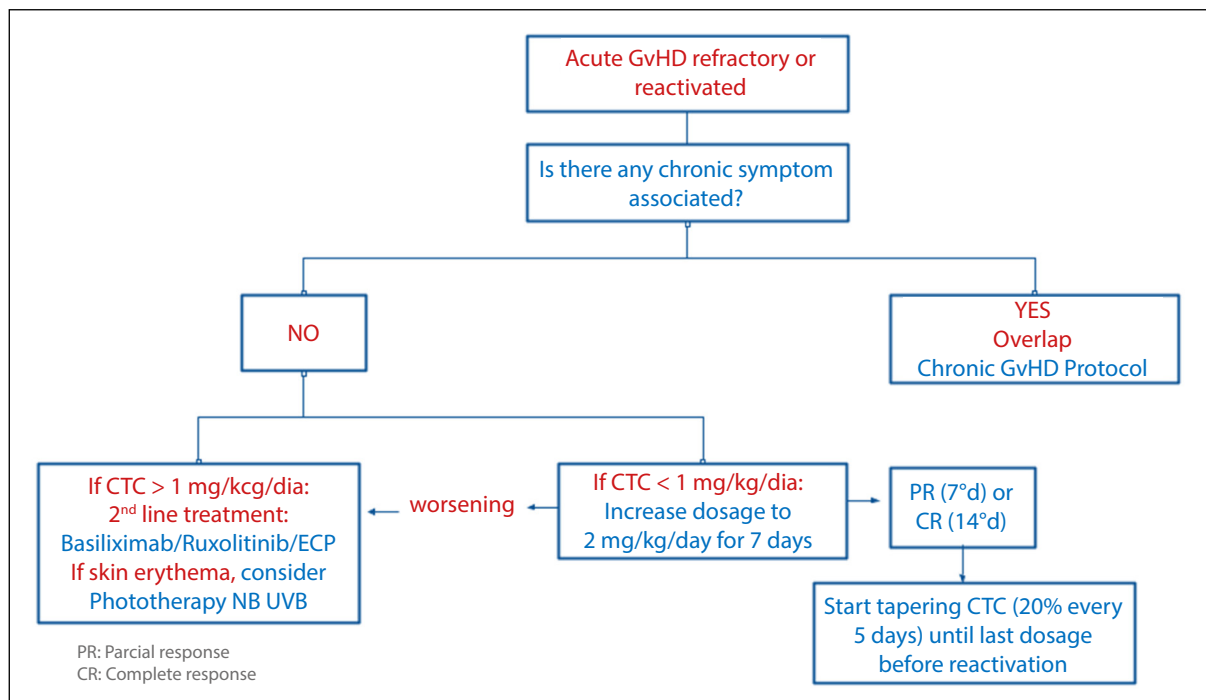 Acute GvHD refractory or
reactivated
Is there any chronic symptom
associated?
NO
YES
Overlap
Chronic GvHD Protocol
If CTC > 1 mg/kcg/dia:
2nd line treatment:
Basiliximab/Ruxolitinib/ECP
If skin erythema, consider
Phototherapy NB UVB
worsening
If CTC < 1 mg/kg/dia:
Increase dosage to
2 mg/kg/day for 7 days
PR (7°d) or
CR (14°d)
Start tapering CTC (20% every
5 days) until last dosage
before reactivation
PR: Parcial response
CR: Complete response